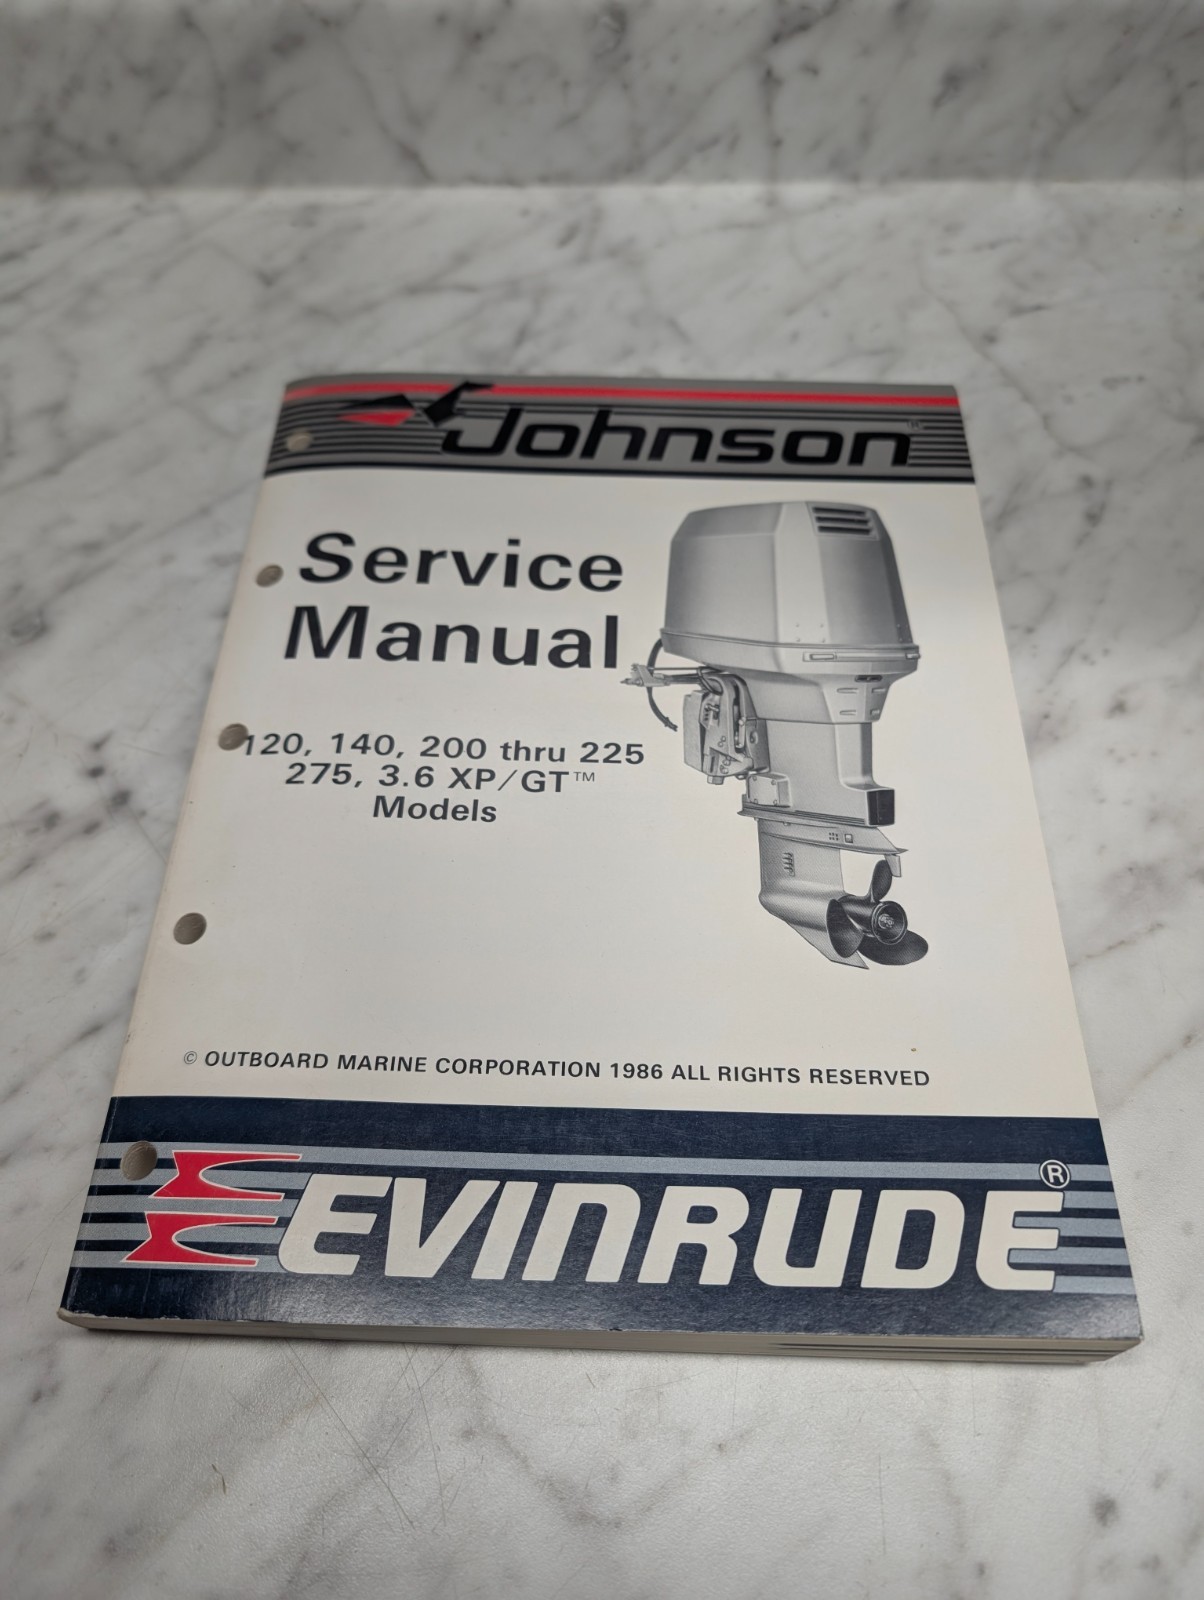 Johnson®
Service
Manual
120, 140, 200 thru 225
275, 3.6 XP/GT™
Models
© OUTBOARD MARINE CORPORATION 1986 ALL RIGHTS RESERVED
EVINRUDE®